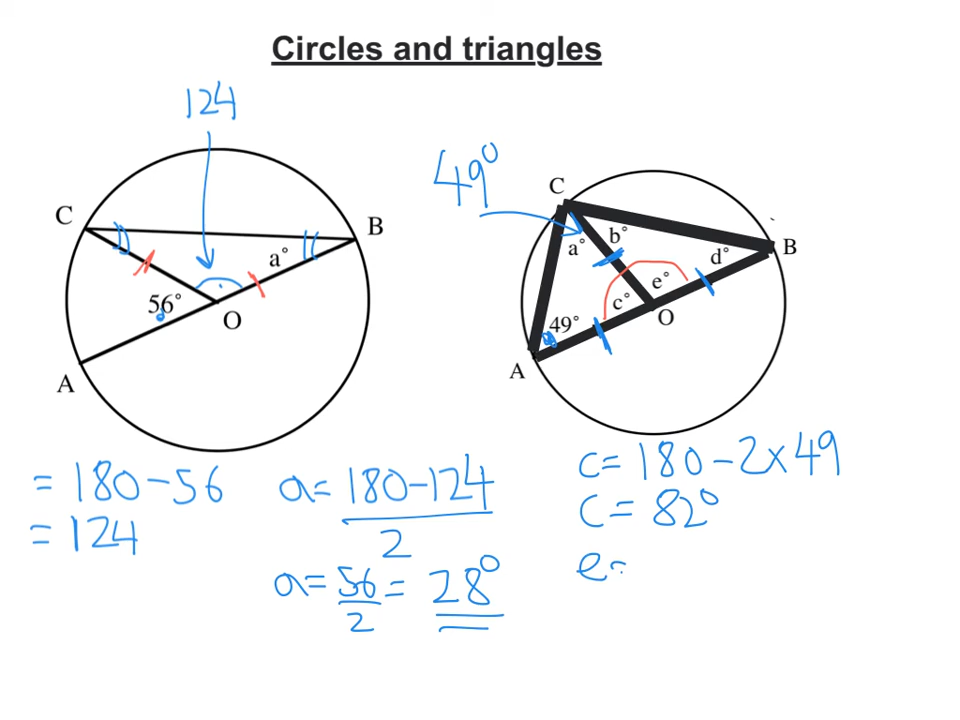 Circles and triangles
124
C
B
a°
56°
O
A
49°
C
B
a°
b°
c°
e°
d°
49°
O
A
= 180-56
= 124
a= 180-124
2
a= 56 = 28°
2
c= 180-2×49
c= 82°
e=